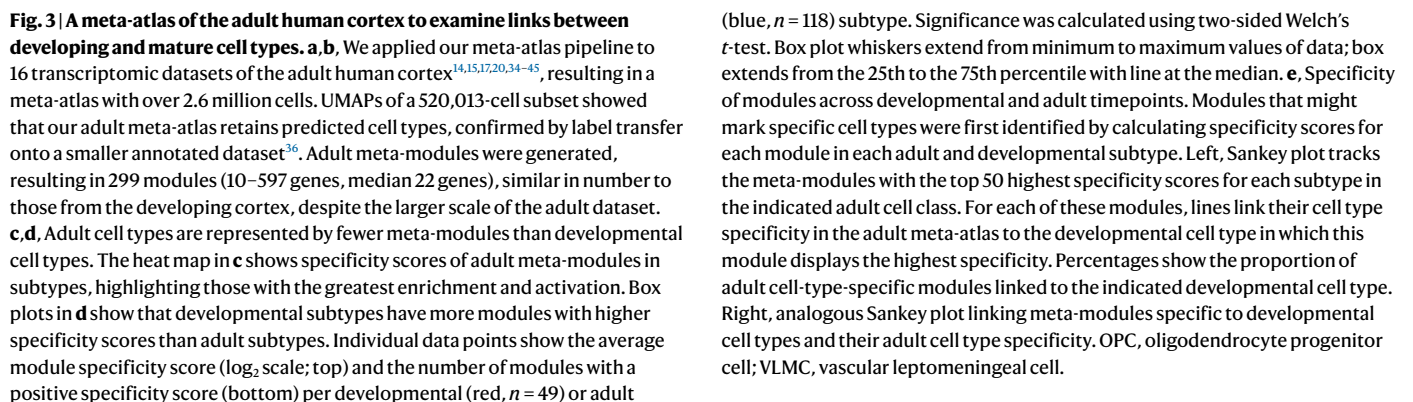 Fig. 3 | A meta-atlas of the adult human cortex to examine links between
developing and mature cell types. a,b, We applied our meta-atlas pipeline to
16 transcriptomic datasets of the adult human cortex14,15,17,20,34–45, resulting in a
meta-atlas with over 2.6 million cells. UMAPs of a 520,013-cell subset showed
that our adult meta-atlas retains predicted cell types, confirmed by label transfer
onto a smaller annotated dataset36. Adult meta-modules were generated,
resulting in 299 modules (10–597 genes, median 22 genes), similar in number to
those from the developing cortex, despite the larger scale of the adult dataset.
c,d, Adult cell types are represented by fewer meta-modules than developmental
cell types. The heat map in c shows specificity scores of adult meta-modules in
subtypes, highlighting those with the greatest enrichment and activation. Box
plots in d show that developmental subtypes have more modules with higher
specificity scores than adult subtypes. Individual data points show the average
module specificity score (log2 scale; top) and the number of modules with a
positive specificity score (bottom) per developmental (red, n = 49) or adult
(blue, n = 118) subtype. Significance was calculated using two-sided Welch's
t-test. Box plot whiskers extend from minimum to maximum values of data; box
extends from the 25th to the 75th percentile with line at the median. e, Specificity
of modules across developmental and adult timepoints. Modules that might
mark specific cell types were first identified by calculating specificity scores for
each module in each adult and developmental subtype. Left, Sankey plot tracks
the meta-modules with the top 50 highest specificity scores for each subtype in
the indicated adult cell class. For each of these modules, lines link their cell type
specificity in the adult meta-atlas to the developmental cell type in which this
module displays the highest specificity. Percentages show the proportion of
adult cell-type-specific modules linked to the indicated developmental cell type.
Right, analogous Sankey plot linking meta-modules specific to developmental
cell types and their adult cell type specificity. OPC, oligodendrocyte progenitor
cell; VLMC, vascular leptomeningeal cell.